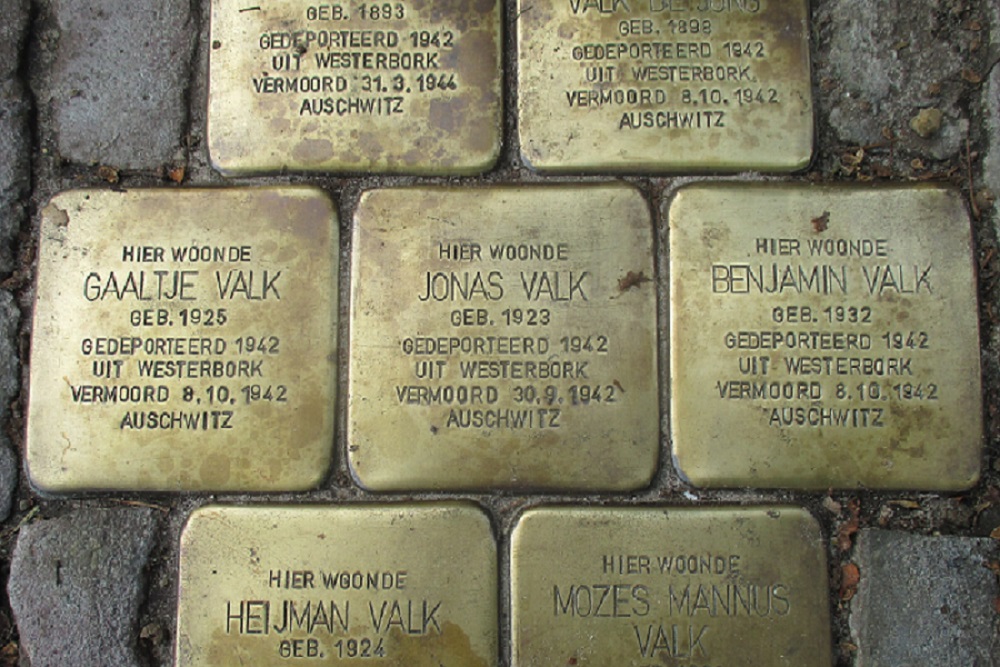 GEB. 1893
GEDEPORTEERD 1942
UIT WESTERBORK
VERMOORD 31.3.1944
AUSCHWITZ
VALK DE JONG
GEB. 1898
GEDEPORTEERD 1942
UIT WESTERBORK
VERMOORD 8.10.1942
AUSCHWITZ
HIER WOONDE
GAALTJE VALK
GEB. 1925
GEDEPORTEERD 1942
UIT WESTERBORK
VERMOORD 8.10.1942
AUSCHWITZ
HIER WOONDE
JONAS VALK
GEB. 1923
GEDEPORTEERD 1942
UIT WESTERBORK
VERMOORD 30.9.1942
AUSCHWITZ
HIER WOONDE
BENJAMIN VALK
GEB. 1932
GEDEPORTEERD 1942
UIT WESTERBORK
VERMOORD 8.10.1942
AUSCHWITZ
HIER WOONDE
HEIJMAN VALK
GEB. 1924
HIER WOONDE
MOZES MANNUS
VALK